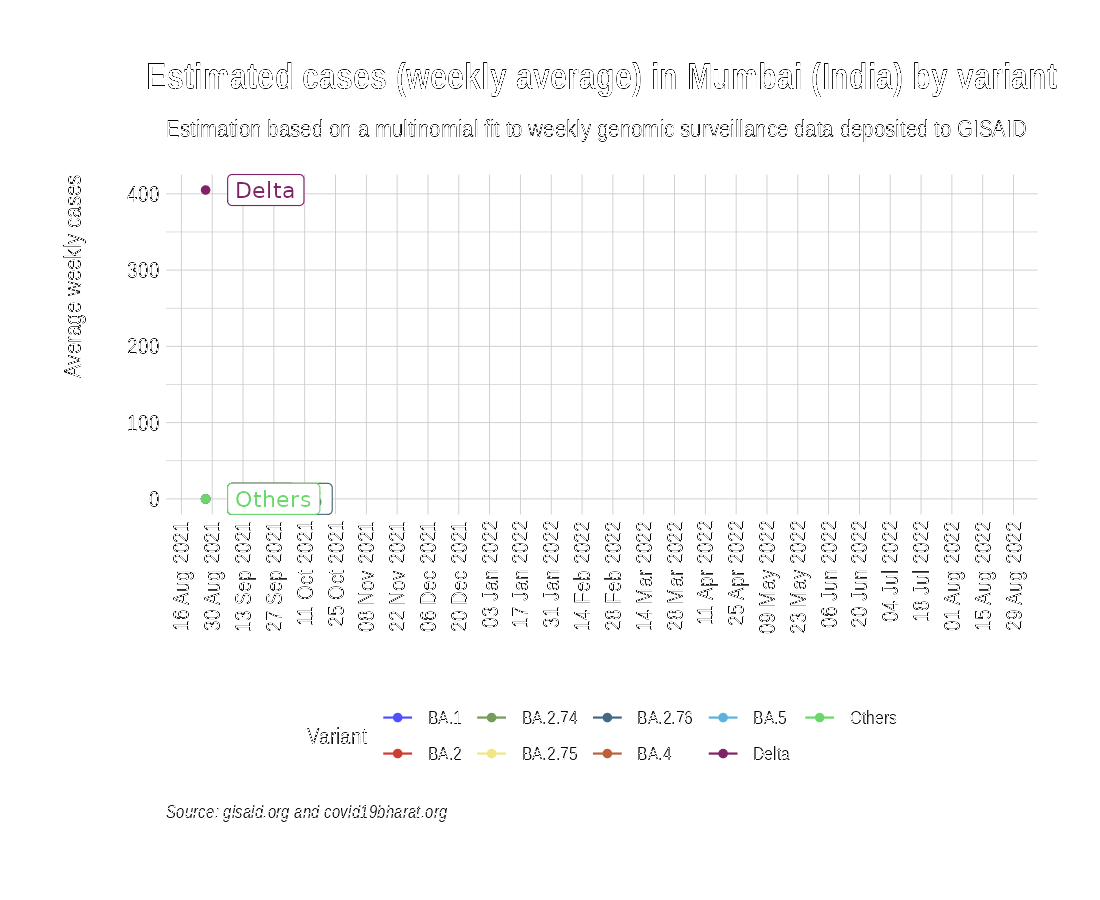 Estimated cases (weekly average) in Mumbai (India) by variant
Estimation based on a multinomial fit to weekly genomic surveillance data deposited to GISAID
Average weekly cases
400
300
200
100
0
Delta
Others
16 Aug 2021
30 Aug 2021
13 Sep 2021
27 Sep 2021
11 Oct 2021
25 Oct 2021
08 Nov 2021
22 Nov 2021
06 Dec 2021
20 Dec 2021
03 Jan 2022
17 Jan 2022
31 Jan 2022
14 Feb 2022
28 Feb 2022
14 Mar 2022
28 Mar 2022
11 Apr 2022
25 Apr 2022
09 May 2022
23 May 2022
06 Jun 2022
20 Jun 2022
04 Jul 2022
18 Jul 2022
01 Aug 2022
15 Aug 2022
29 Aug 2022
Variant
BA.1 BA.2.74 BA.2.76 BA.5 Others
BA.2 BA.2.75 BA.4 Delta
Source: gisaid.org and covid19bharat.org